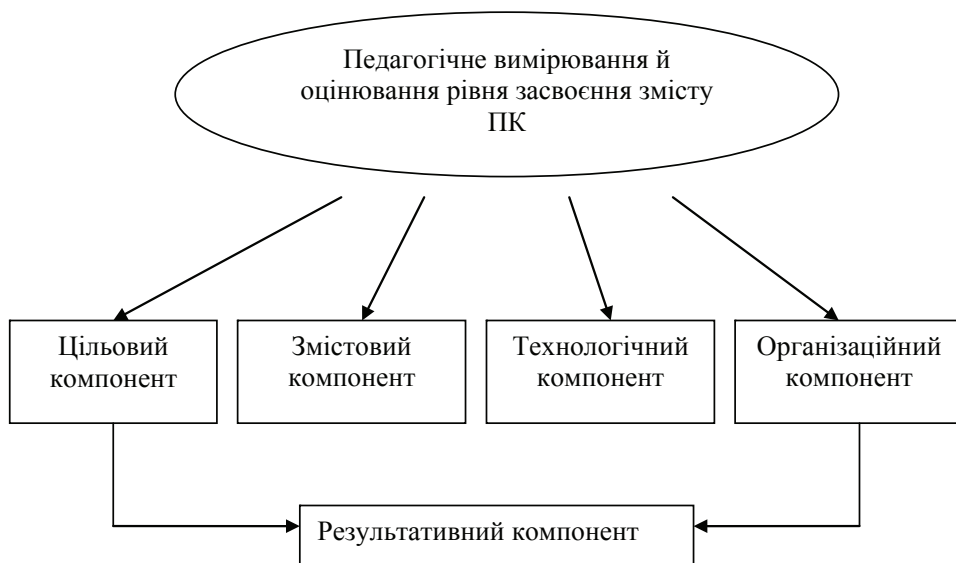 Педагогічне вимірювання й
оцінювання рівня засвоєння змісту
ПК
Цільовий
компонент
Змістовий
компонент
Технологічний
компонент
Організаційний
компонент
Результативний компонент